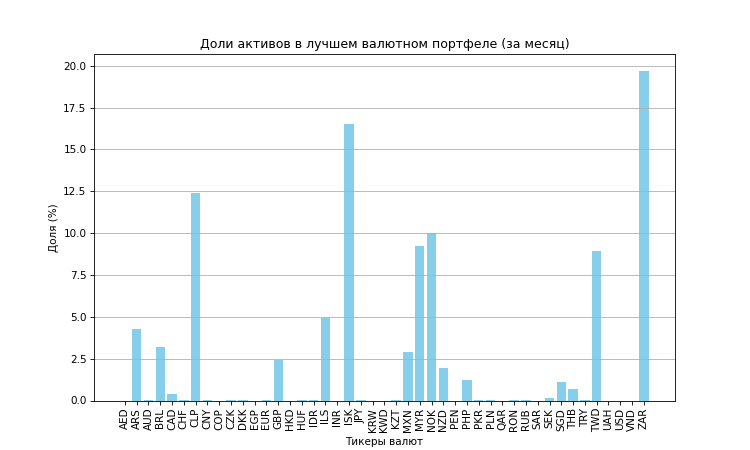 Доли активов в лучшем валютном портфеле (за месяц)
20.0
17.5
15.0
12.5
10.0
7.5
5.0
2.5
0.0
Доля (%)
AED ARS AUD BRL CAD CHF CLP CNY COP CZK DKK EGP EUR GBP HKD HUF IDR ILS INR ISK JPY KRW KWD KZT MXN MYR NOK NZD PEN PHP PKR PLN QAR RON RUB SAR SEK SGD THB TRY TWD UAH USD VND ZAR
Тикеры валют